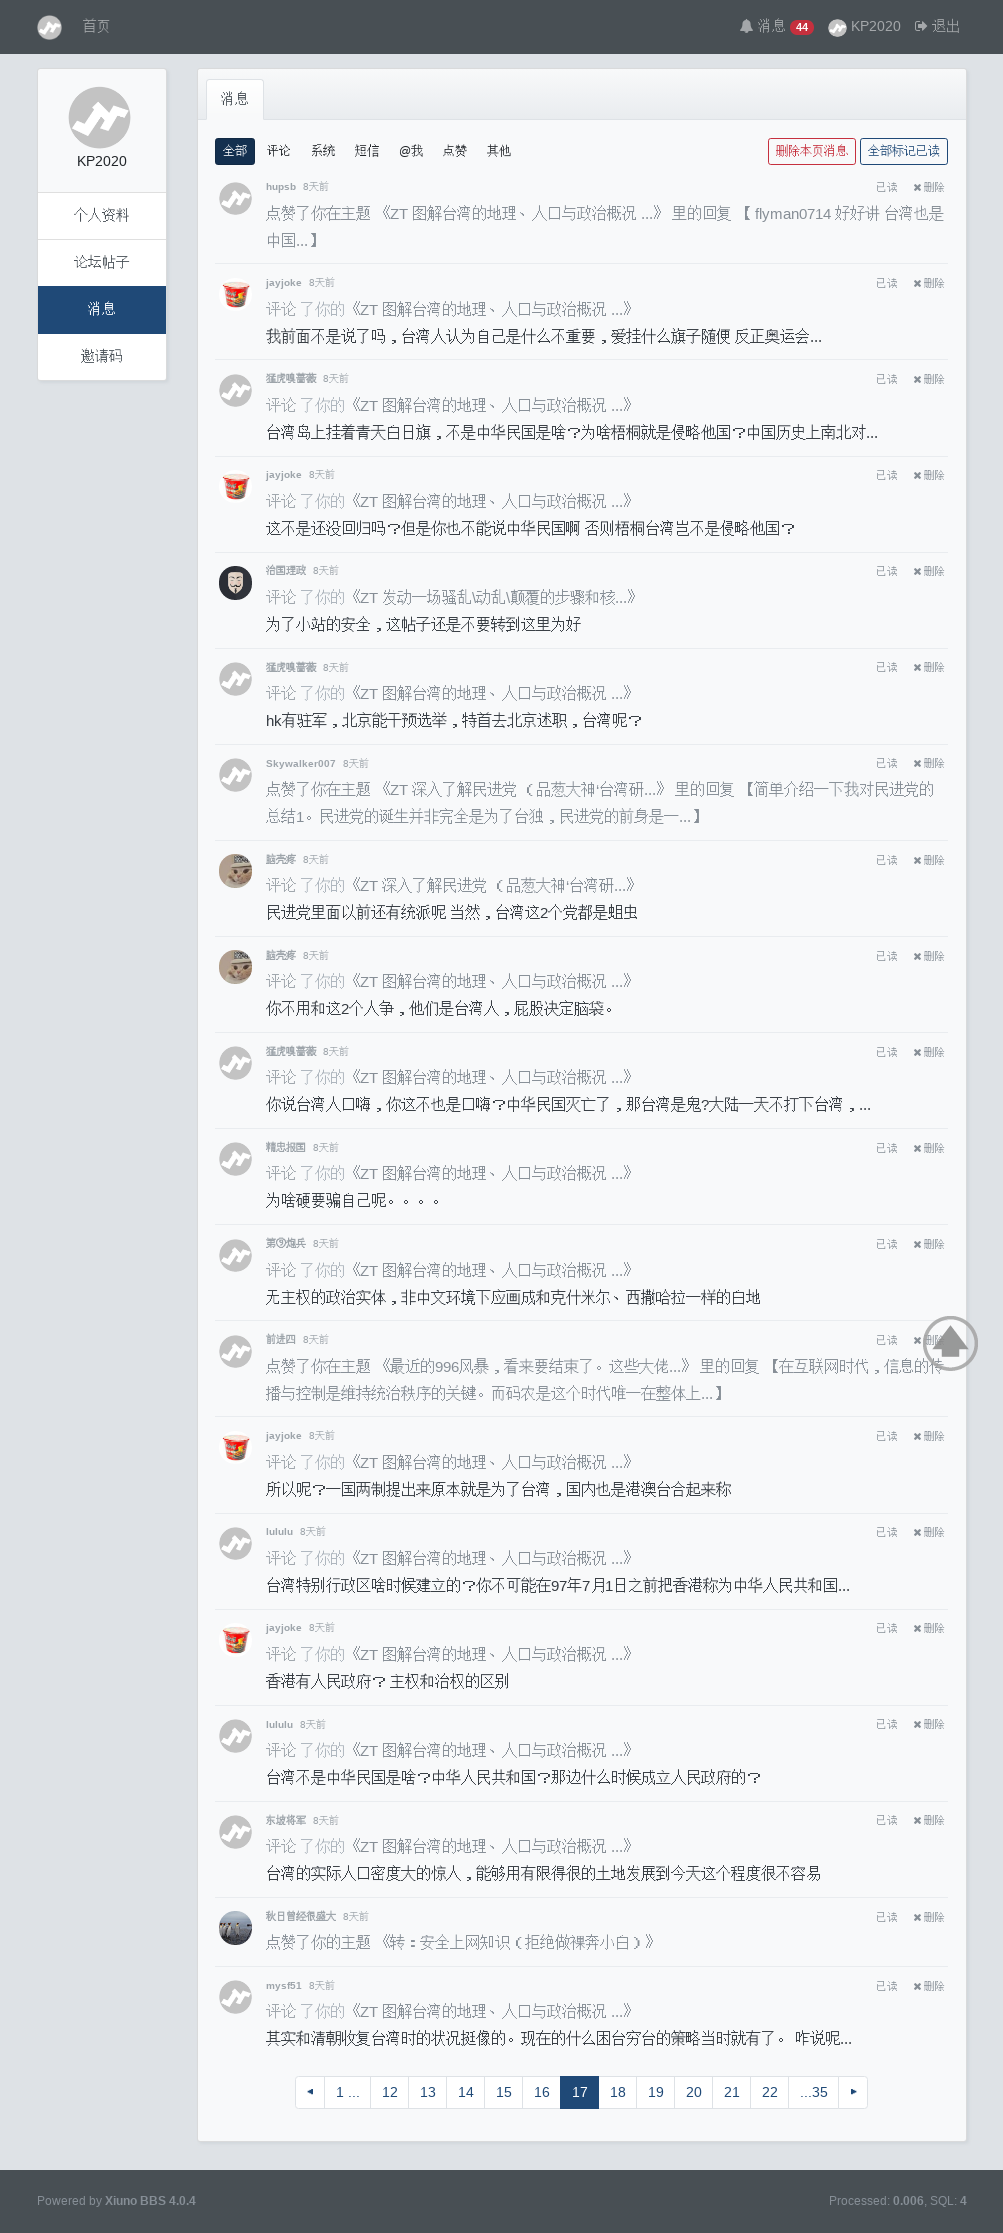 首页
消息 44 KP2020 退出
KP2020
个人资料
论坛帖子
消息
邀请码
消息
全部 评论 系统 短信 @我 点赞 其他 删除本页消息 全部标记已读
hupsb 8天前 已读 删除
点赞了你在主题 《ZT 图解台湾的地理、人口与政治概况 ...》 里的回复 【 flyman0714 好好讲 台湾也是
中国...】
jayjoke 8天前 已读 删除
评论 了你的《ZT 图解台湾的地理、人口与政治概况 ...》
我前面不是说了吗，台湾人认为自己是什么不重要，爱挂什么旗子随便 反正奥运会...
猛虎嗅蔷薇 8天前 已读 删除
评论 了你的《ZT 图解台湾的地理、人口与政治概况 ...》
台湾岛上挂着青天白日旗，不是中华民国是啥？为啥梧桐就是侵略他国？中国历史上南北对...
jayjoke 8天前 已读 删除
评论 了你的《ZT 图解台湾的地理、人口与政治概况 ...》
这不是还没回归吗？但是你也不能说中华民国啊 否则梧桐台湾岂不是侵略他国？
治国理政 8天前 已读 删除
评论 了你的《ZT 发动一场骚乱\动乱\颠覆的步骤和核...》
为了小站的安全，这帖子还是不要转到这里为好
猛虎嗅蔷薇 8天前 已读 删除
评论 了你的《ZT 图解台湾的地理、人口与政治概况 ...》
hk有驻军，北京能干预选举，特首去北京述职，台湾呢？
Skywalker007 8天前 已读 删除
点赞了你在主题 《ZT 深入了解民进党 （品葱大神‘台湾研...》 里的回复 【简单介绍一下我对民进党的
总结1。民进党的诞生并非完全是为了台独，民进党的前身是一...】
脑壳疼 8天前 已读 删除
评论 了你的《ZT 深入了解民进党 （品葱大神‘台湾研...》
民进党里面以前还有统派呢 当然，台湾这2个党都是蛆虫
脑壳疼 8天前 已读 删除
评论 了你的《ZT 图解台湾的地理、人口与政治概况 ...》
你不用和这2个人争，他们是台湾人，屁股决定脑袋。
猛虎嗅蔷薇 8天前 已读 删除
评论 了你的《ZT 图解台湾的地理、人口与政治概况 ...》
你说台湾人口嗨，你这不也是口嗨？中华民国灭亡了，那台湾是鬼?大陆一天不打下台湾，...
精忠报国 8天前 已读 删除
评论 了你的《ZT 图解台湾的地理、人口与政治概况 ...》
为啥硬要骗自己呢。。。。
第⑨炮兵 8天前 已读 删除
评论 了你的《ZT 图解台湾的地理、人口与政治概况 ...》
无主权的政治实体，非中文环境下应画成和克什米尔、西撒哈拉一样的白地
前进四 8天前 已读 删除
点赞了你在主题 《最近的996风暴，看来要结束了。这些大佬...》 里的回复 【在互联网时代，信息的传
播与控制是维持统治秩序的关键。而码农是这个时代唯一在整体上...】
jayjoke 8天前 已读 删除
评论 了你的《ZT 图解台湾的地理、人口与政治概况 ...》
所以呢？一国两制提出来原本就是为了台湾，国内也是港澳台合起来称
lululu 8天前 已读 删除
评论 了你的《ZT 图解台湾的地理、人口与政治概况 ...》
台湾特别行政区啥时候建立的？你不可能在97年7月1日之前把香港称为中华人民共和国...
jayjoke 8天前 已读 删除
评论 了你的《ZT 图解台湾的地理、人口与政治概况 ...》
香港有人民政府？ 主权和治权的区别
lululu 8天前 已读 删除
评论 了你的《ZT 图解台湾的地理、人口与政治概况 ...》
台湾不是中华民国是啥？中华人民共和国？那边什么时候成立人民政府的？
东坡将军 8天前 已读 删除
评论 了你的《ZT 图解台湾的地理、人口与政治概况 ...》
台湾的实际人口密度大的惊人，能够用有限得很的土地发展到今天这个程度很不容易
秋日曾经很盛大 8天前 已读 删除
点赞了你的主题 《转：安全上网知识（拒绝做裸奔小白）》
mysf51 8天前 已读 删除
评论 了你的《ZT 图解台湾的地理、人口与政治概况 ...》
其实和清朝收复台湾时的状况挺像的。现在的什么困台穷台的策略当时就有了。 咋说呢...
◂ 1 ... 12 13 14 15 16 17 18 19 20 21 22 ...35 ▸
Powered by Xiuno BBS 4.0.4 Processed: 0.006, SQL: 4